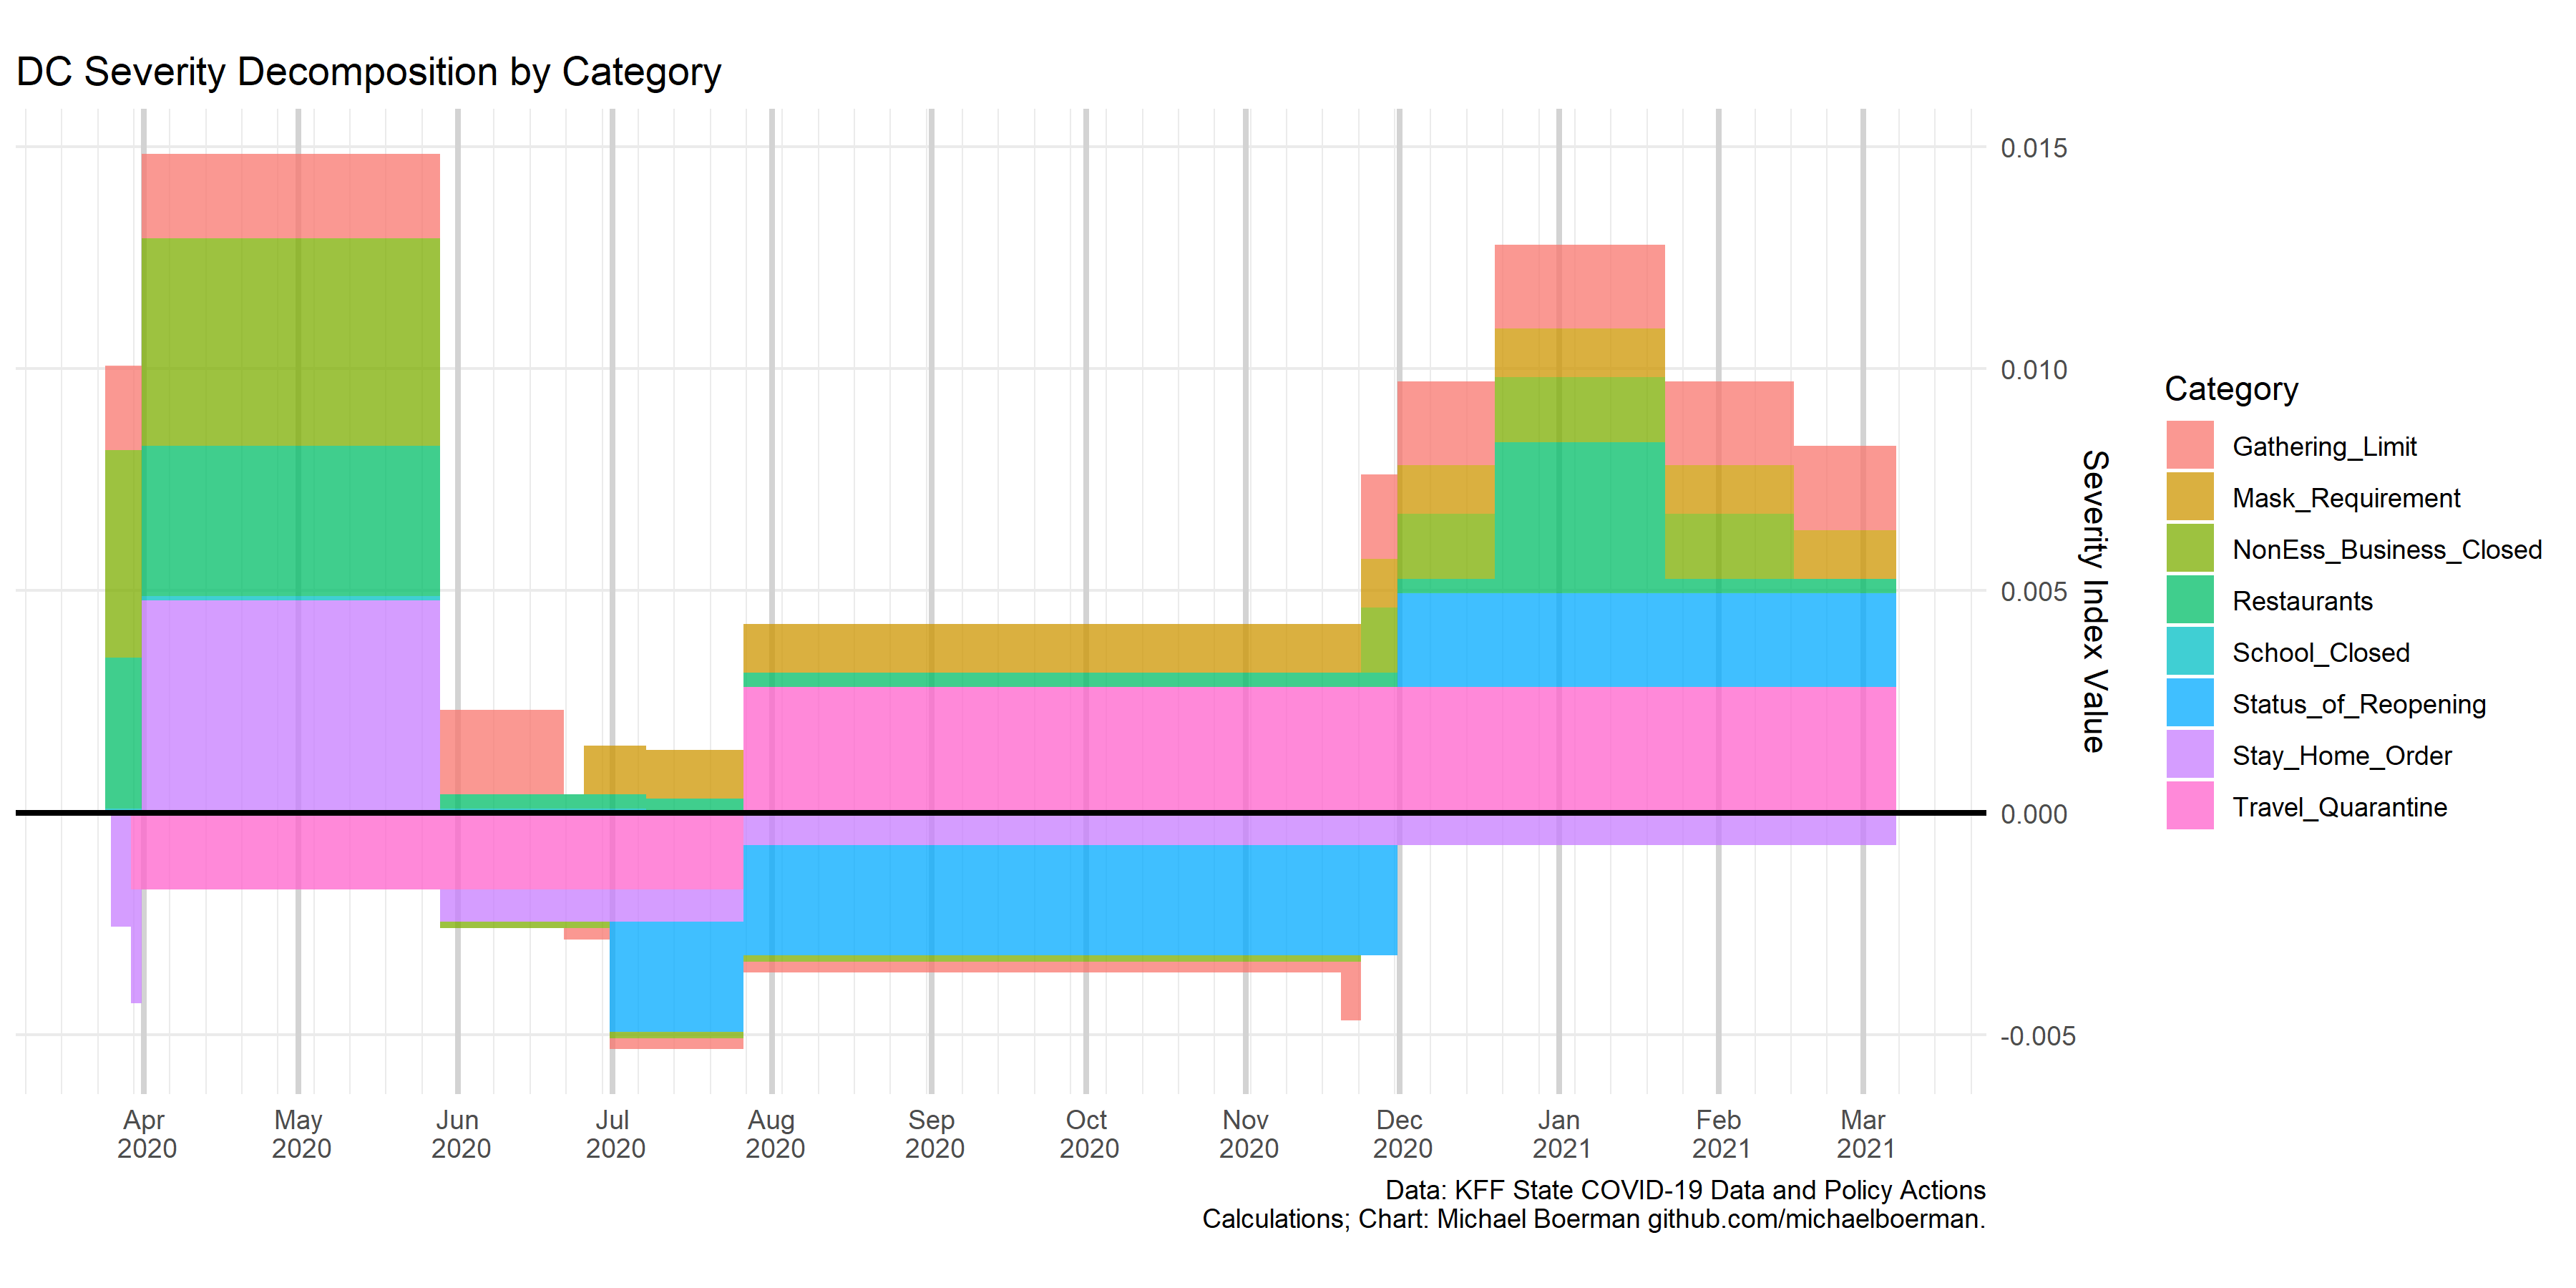 DC Severity Decomposition by Category
0.015
0.010
0.005
0.000
-0.005
Severity Index Value
Category
Gathering_Limit
Mask_Requirement
NonEss_Business_Closed
Restaurants
School_Closed
Status_of_Reopening
Stay_Home_Order
Travel_Quarantine
Apr May Jun Jul Aug Sep Oct Nov Dec Jan Feb Mar
2020 2020 2020 2020 2020 2020 2020 2020 2020 2021 2021 2021
Data: KFF State COVID-19 Data and Policy Actions
Calculations; Chart: Michael Boerman github.com/michaelboerman.